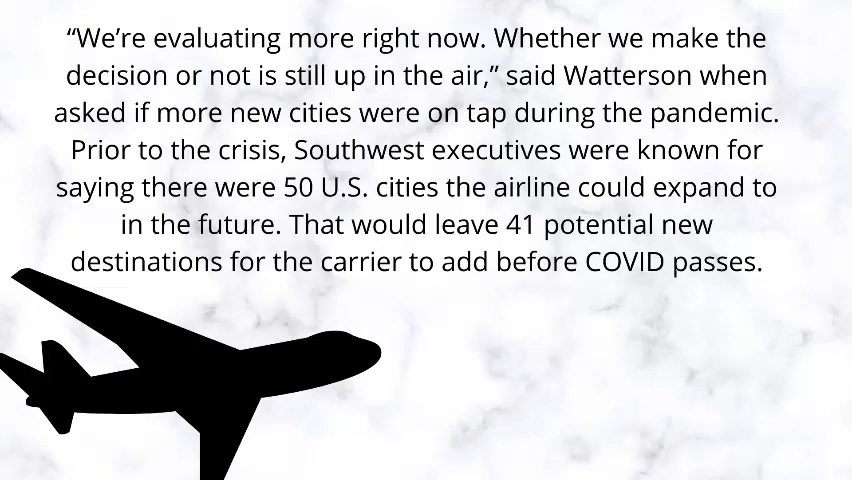 “We’re evaluating more right now. Whether we make the
decision or not is still up in the air,” said Watterson when
asked if more new cities were on tap during the pandemic.
Prior to the crisis, Southwest executives were known for
saying there were 50 U.S. cities the airline could expand to
in the future. That would leave 41 potential new
destinations for the carrier to add before COVID passes.